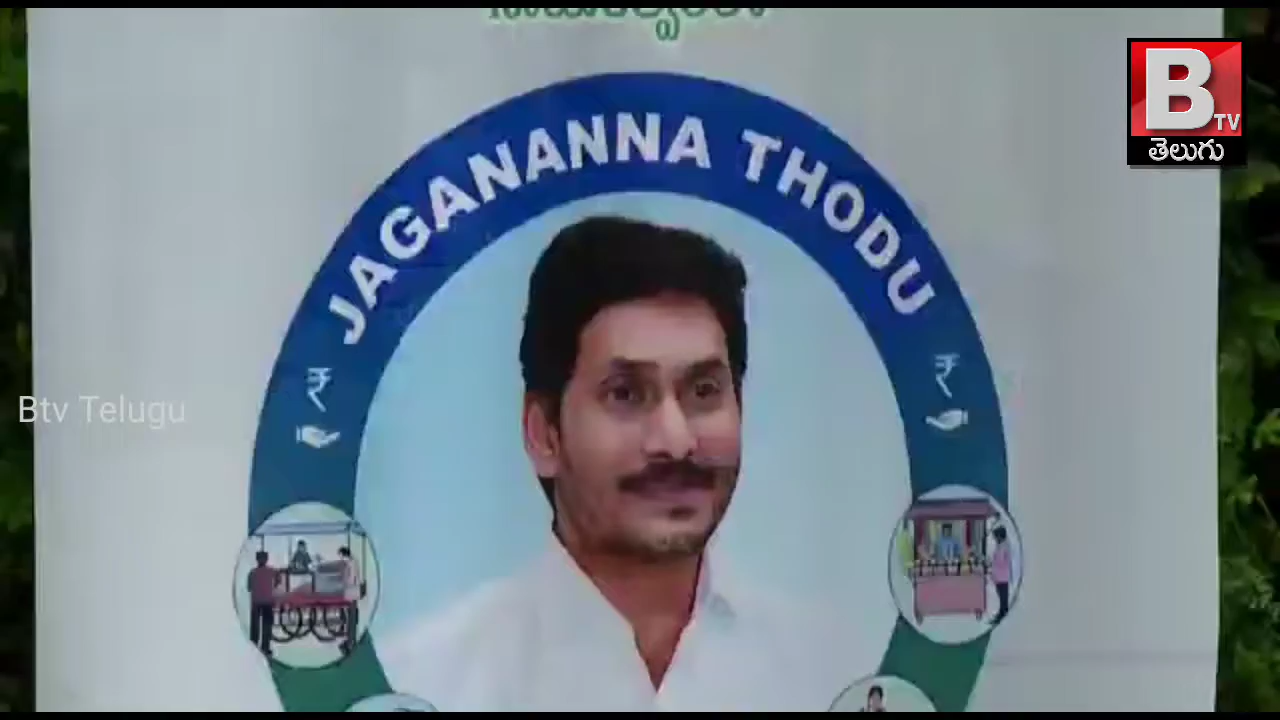 B
TV
తెలుగు
JAGANANNA THODU
₹ ₹
Btv Telugu